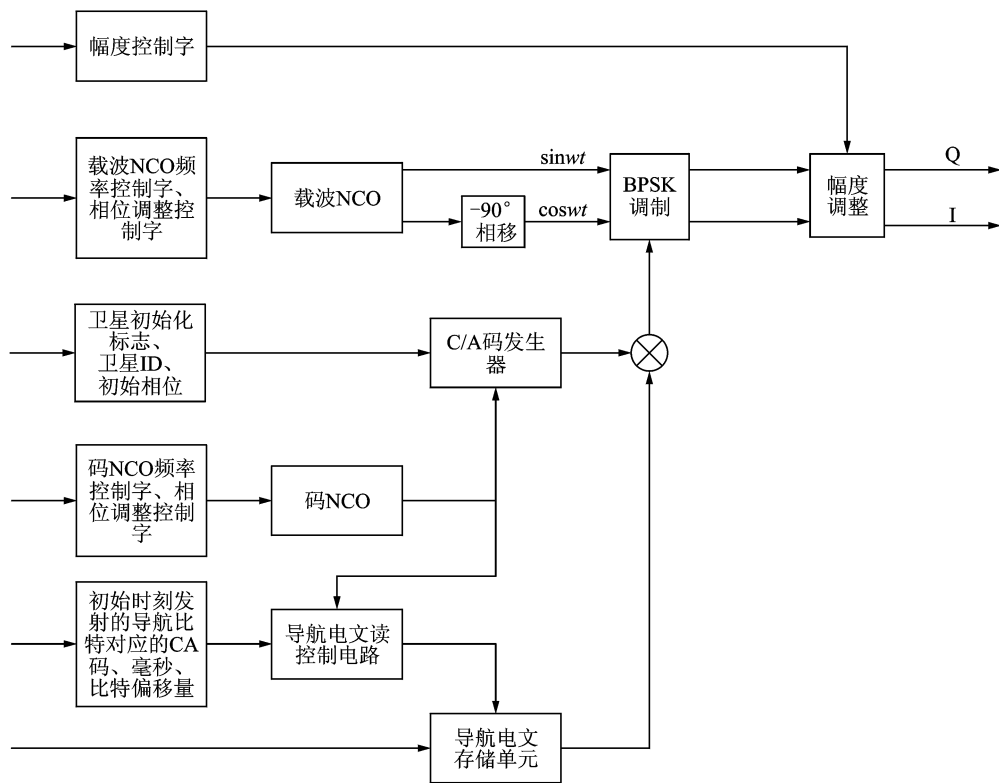 幅度控制字
载波NCO频
率控制字、
相位调整控
制字
载波NCO
sinwt
−90°
相移
coswt
BPSK
调制
幅度
调整
Q
I
卫星初始化
标志、
卫星ID、
初始相位
C/A码发生
器
码NCO频率
控制字、相
位调整控制
字
码NCO
初始时刻发
射的导航比
特对应的CA
码、毫秒、
比特偏移量
导航电文读
控制电路
导航电文
存储单元